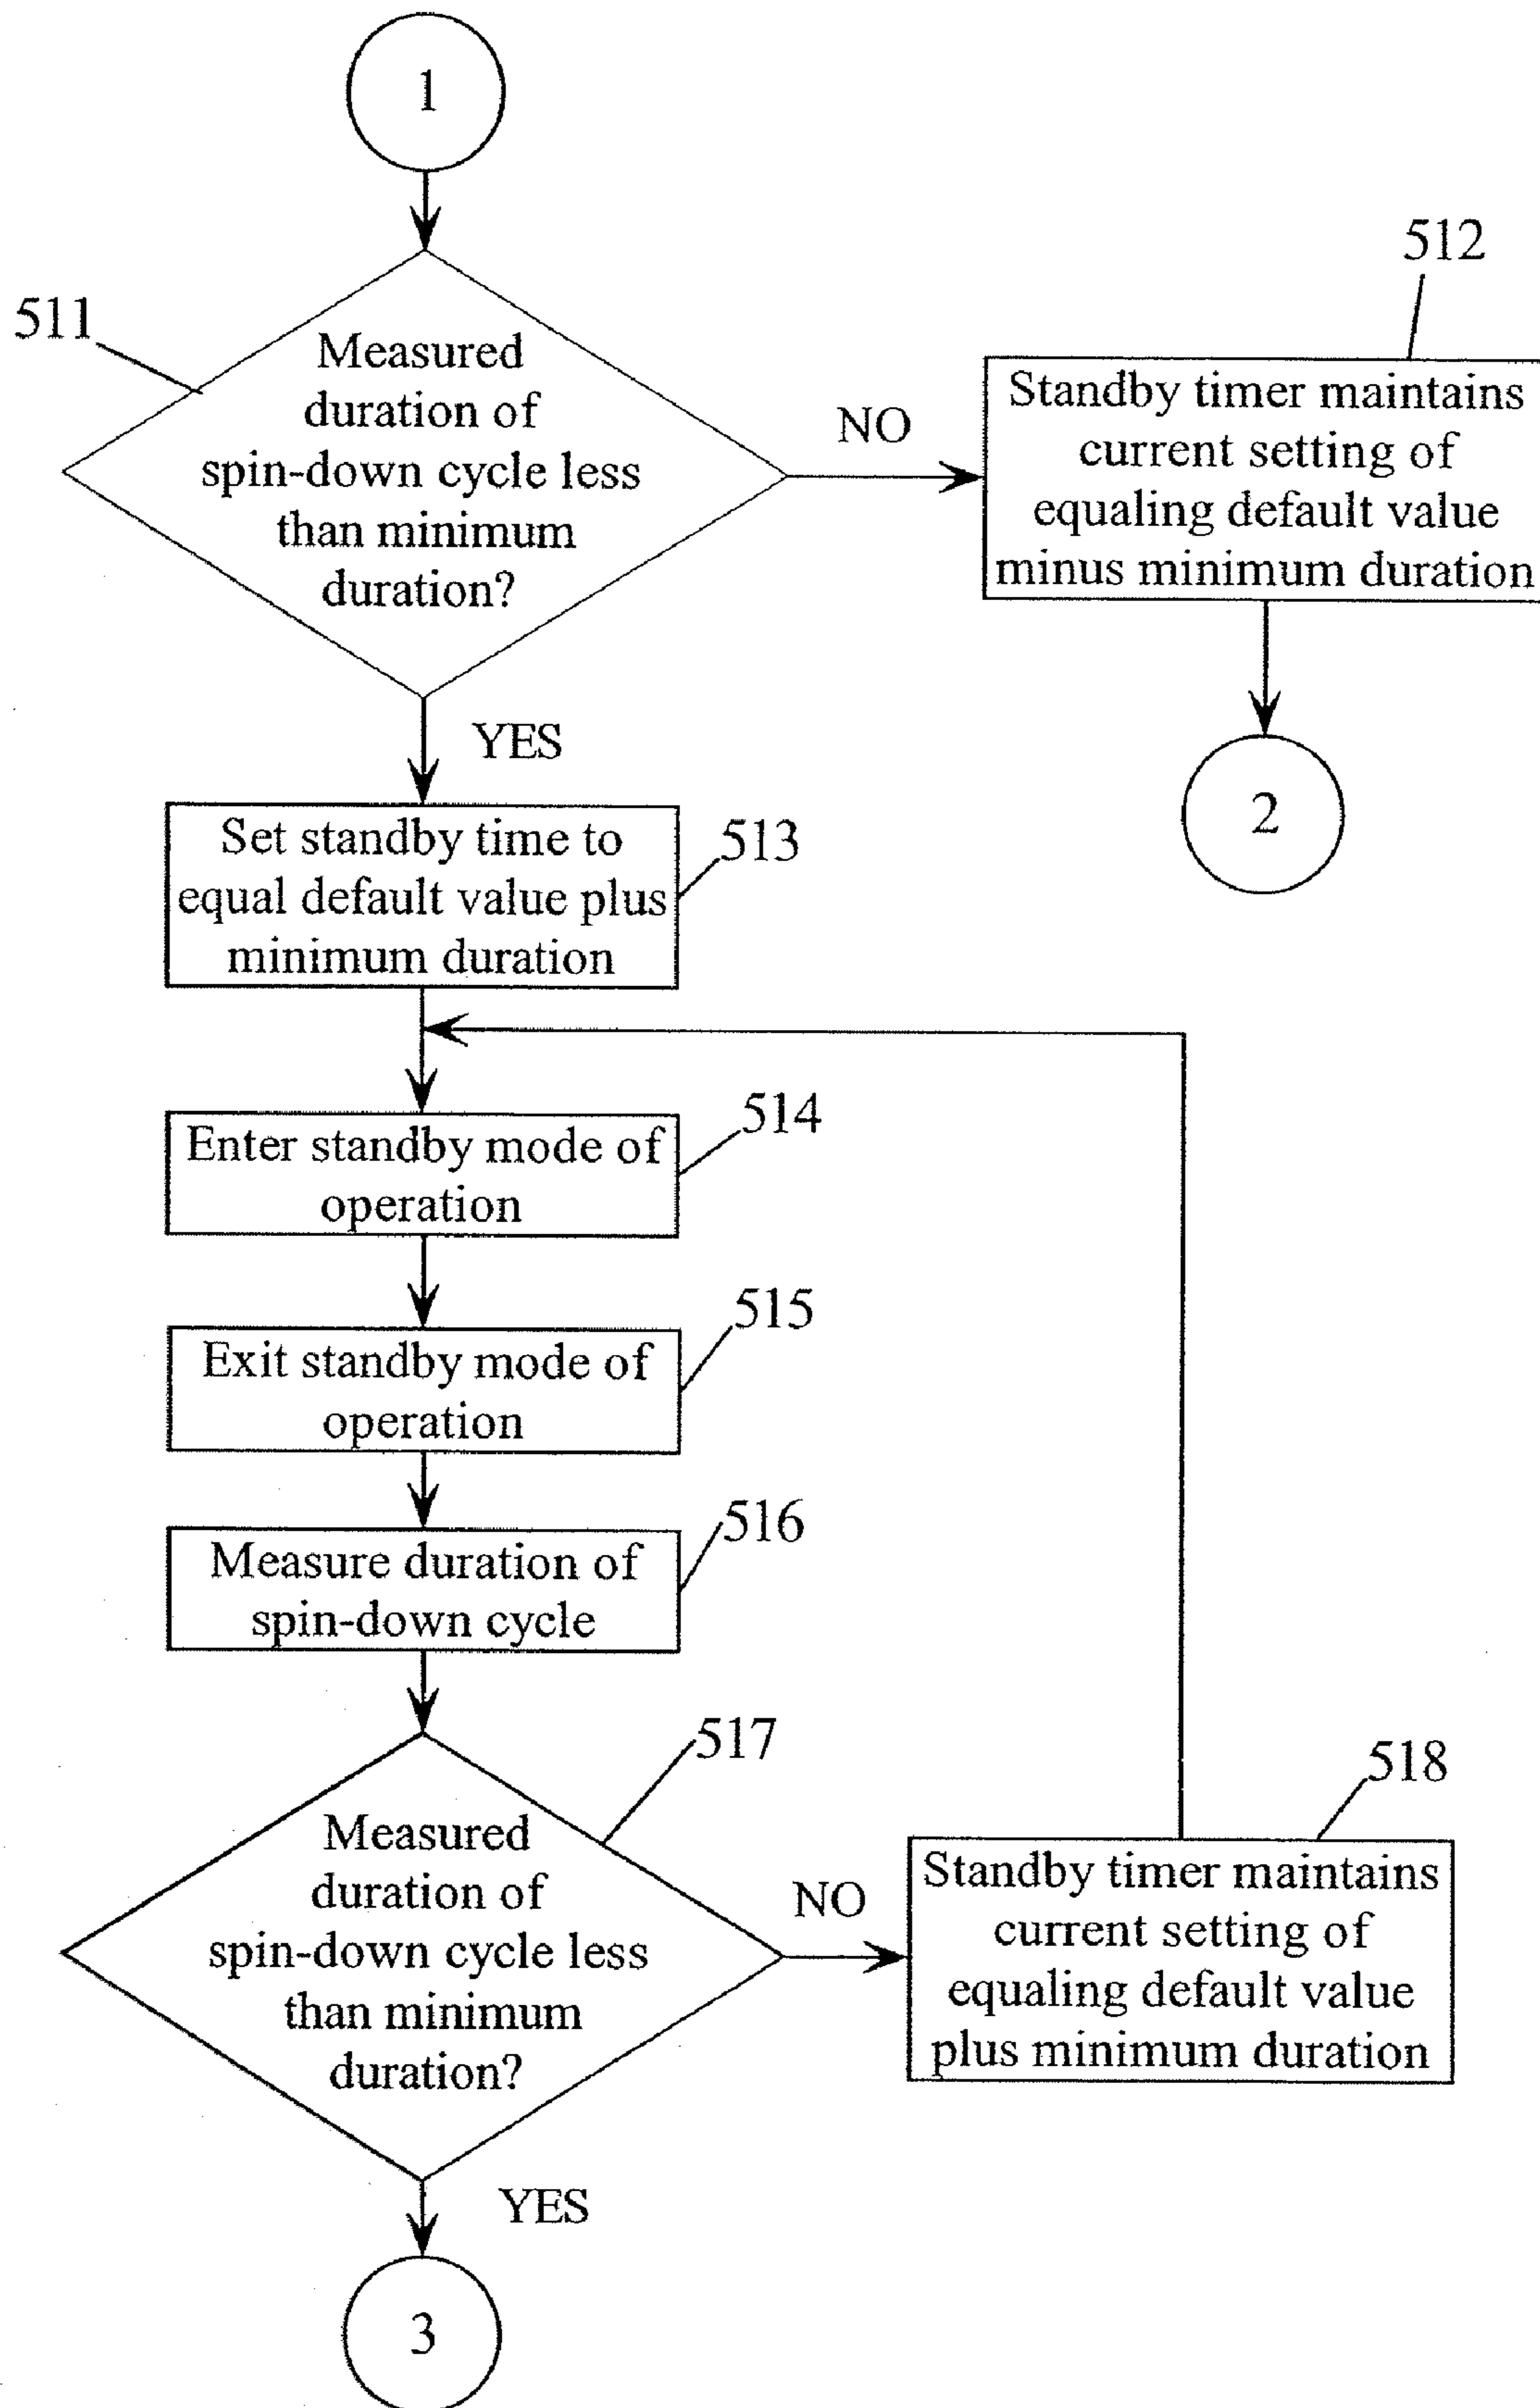 1
511
Measured
duration of
spin-down cycle less
than minimum
duration?
NO
512
Standby timer maintains
current setting of
equaling default value
minus minimum duration
2
YES
Set standby time to
equal default value plus
minimum duration
513
Enter standby mode of
operation
514
Exit standby mode of
operation
515
Measure duration of
spin-down cycle
516
517
Measured
duration of
spin-down cycle less
than minimum
duration?
NO
518
Standby timer maintains
current setting of
equaling default value
plus minimum duration
YES
3